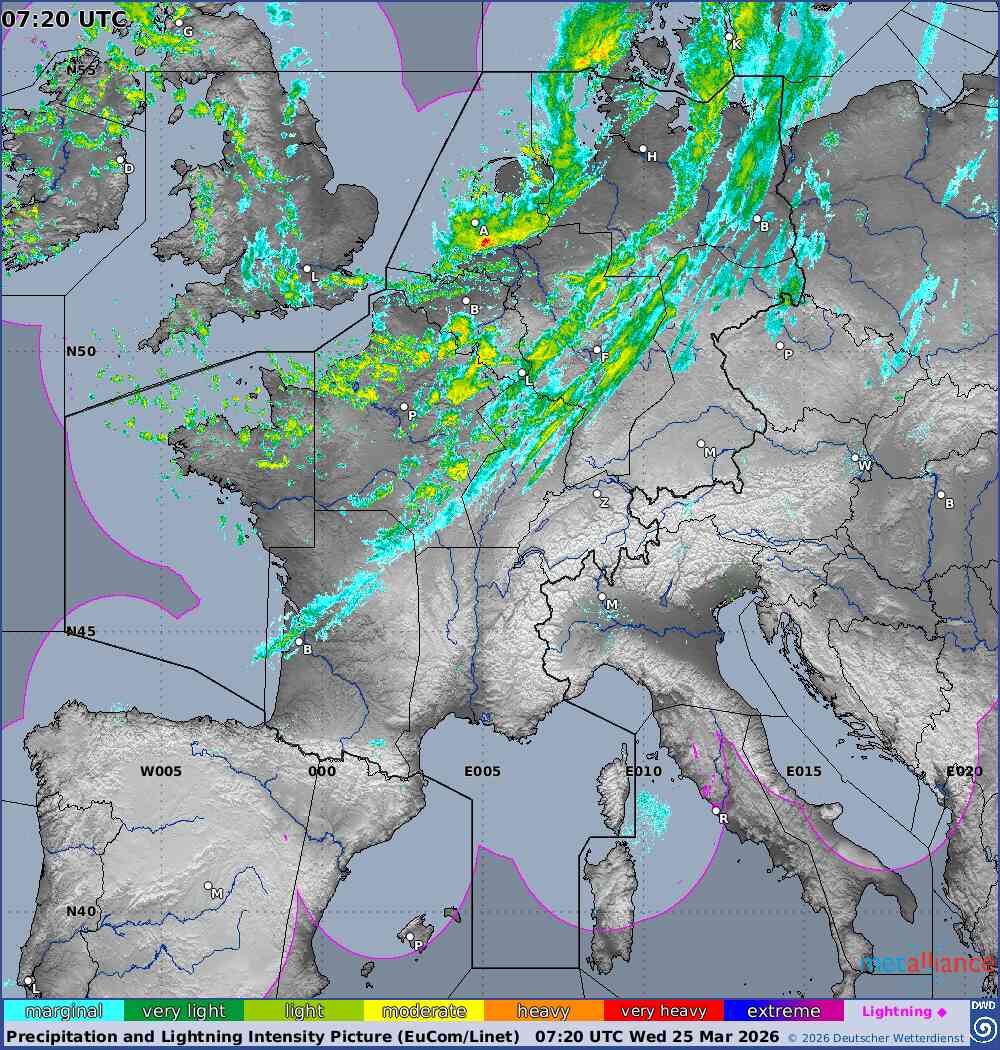 07:20 UTC
G
K
N55
H
D
A
B
L
B
N50
F
P
L
P
M
W
B
Z
M
N45
B
W005
000
E005
E010
E015
E020
R
M
N40
P
metalliance
L
marginal
very light
light
moderate
heavy
very heavy
extreme
Lightning ◆
DWD
Precipitation and Lightning Intensity Picture (EuCom/Linet) 07:20 UTC Wed 25 Mar 2026 © 2026 Deutscher Wetterdienst